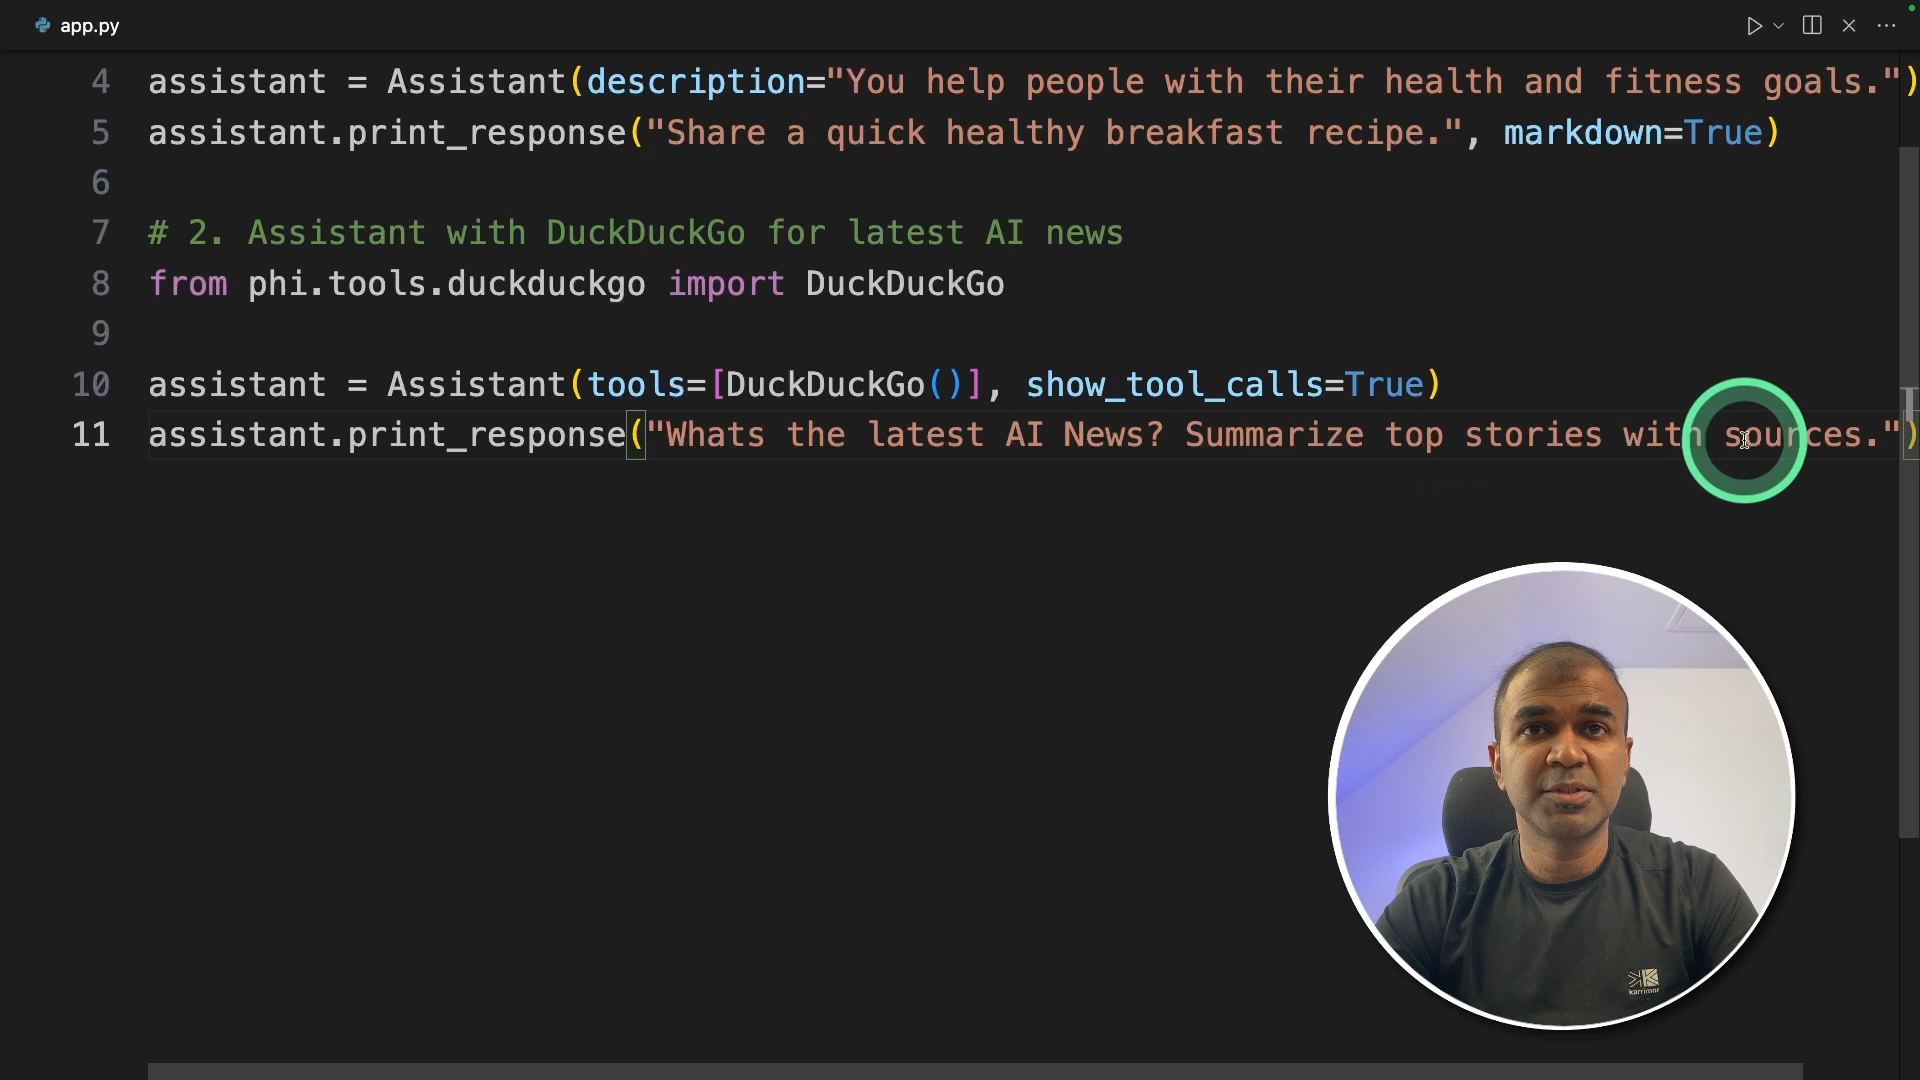 app.py
4 assistant = Assistant(description="You help people with their health and fitness goals.")
5 assistant.print_response("Share a quick healthy breakfast recipe.", markdown=True)
6
7 # 2. Assistant with DuckDuckGo for latest AI news
8 from phi.tools.duckduckgo import DuckDuckGo
9
10 assistant = Assistant(tools=[DuckDuckGo()], show_tool_calls=True)
11 assistant.print_response("Whats the latest AI News? Summarize top stories with sources.")
karrimor